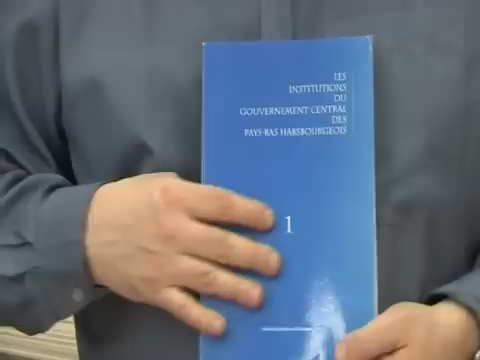 LES
INSTITUTIONS
DU
GOUVERNEMENT CENTRAL
DES
PAYS-BAS HABSBOURGEOIS
1